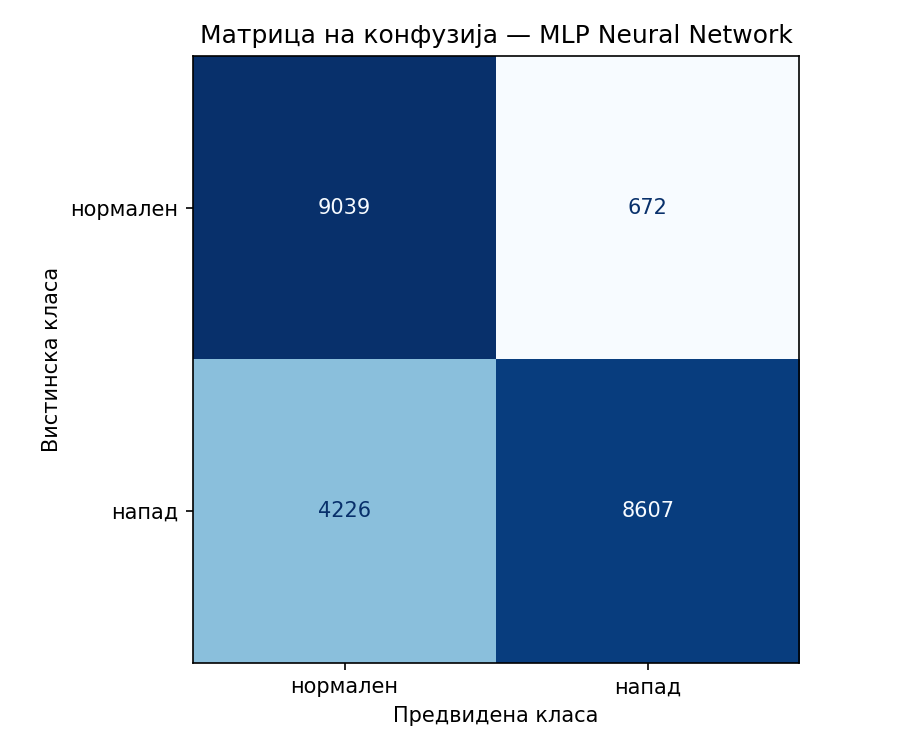 Матрица на конфузија — MLP Neural Network
нормален
9039
672
Вистинска класа
напад
4226
8607
нормален
напад
Предвидена класа